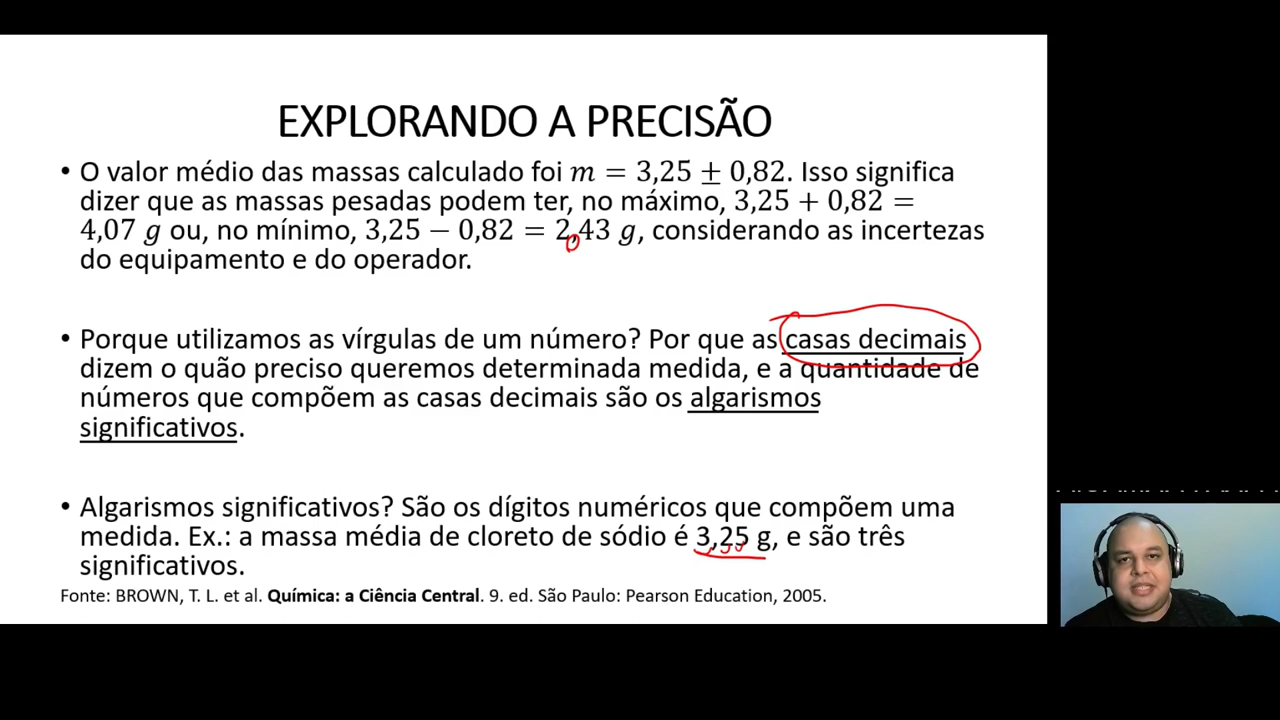 EXPLORANDO A PRECISÃO
• O valor médio das massas calculado foi m = 3,25 ± 0,82. Isso significa
dizer que as massas pesadas podem ter, no máximo, 3,25 + 0,82 =
4,07 g ou, no mínimo, 3,25 − 0,82 = 2,43 g, considerando as incertezas
do equipamento e do operador.
• Porque utilizamos as vírgulas de um número? Por que as casas decimais
dizem o quão preciso queremos determinada medida, e a quantidade de
números que compõem as casas decimais são os algarismos
significativos.
• Algarismos significativos? São os dígitos numéricos que compõem uma
medida. Ex.: a massa média de cloreto de sódio é 3,25 g, e são três
significativos.
Fonte: BROWN, T. L. et al. Química: a Ciência Central. 9. ed. São Paulo: Pearson Education, 2005.